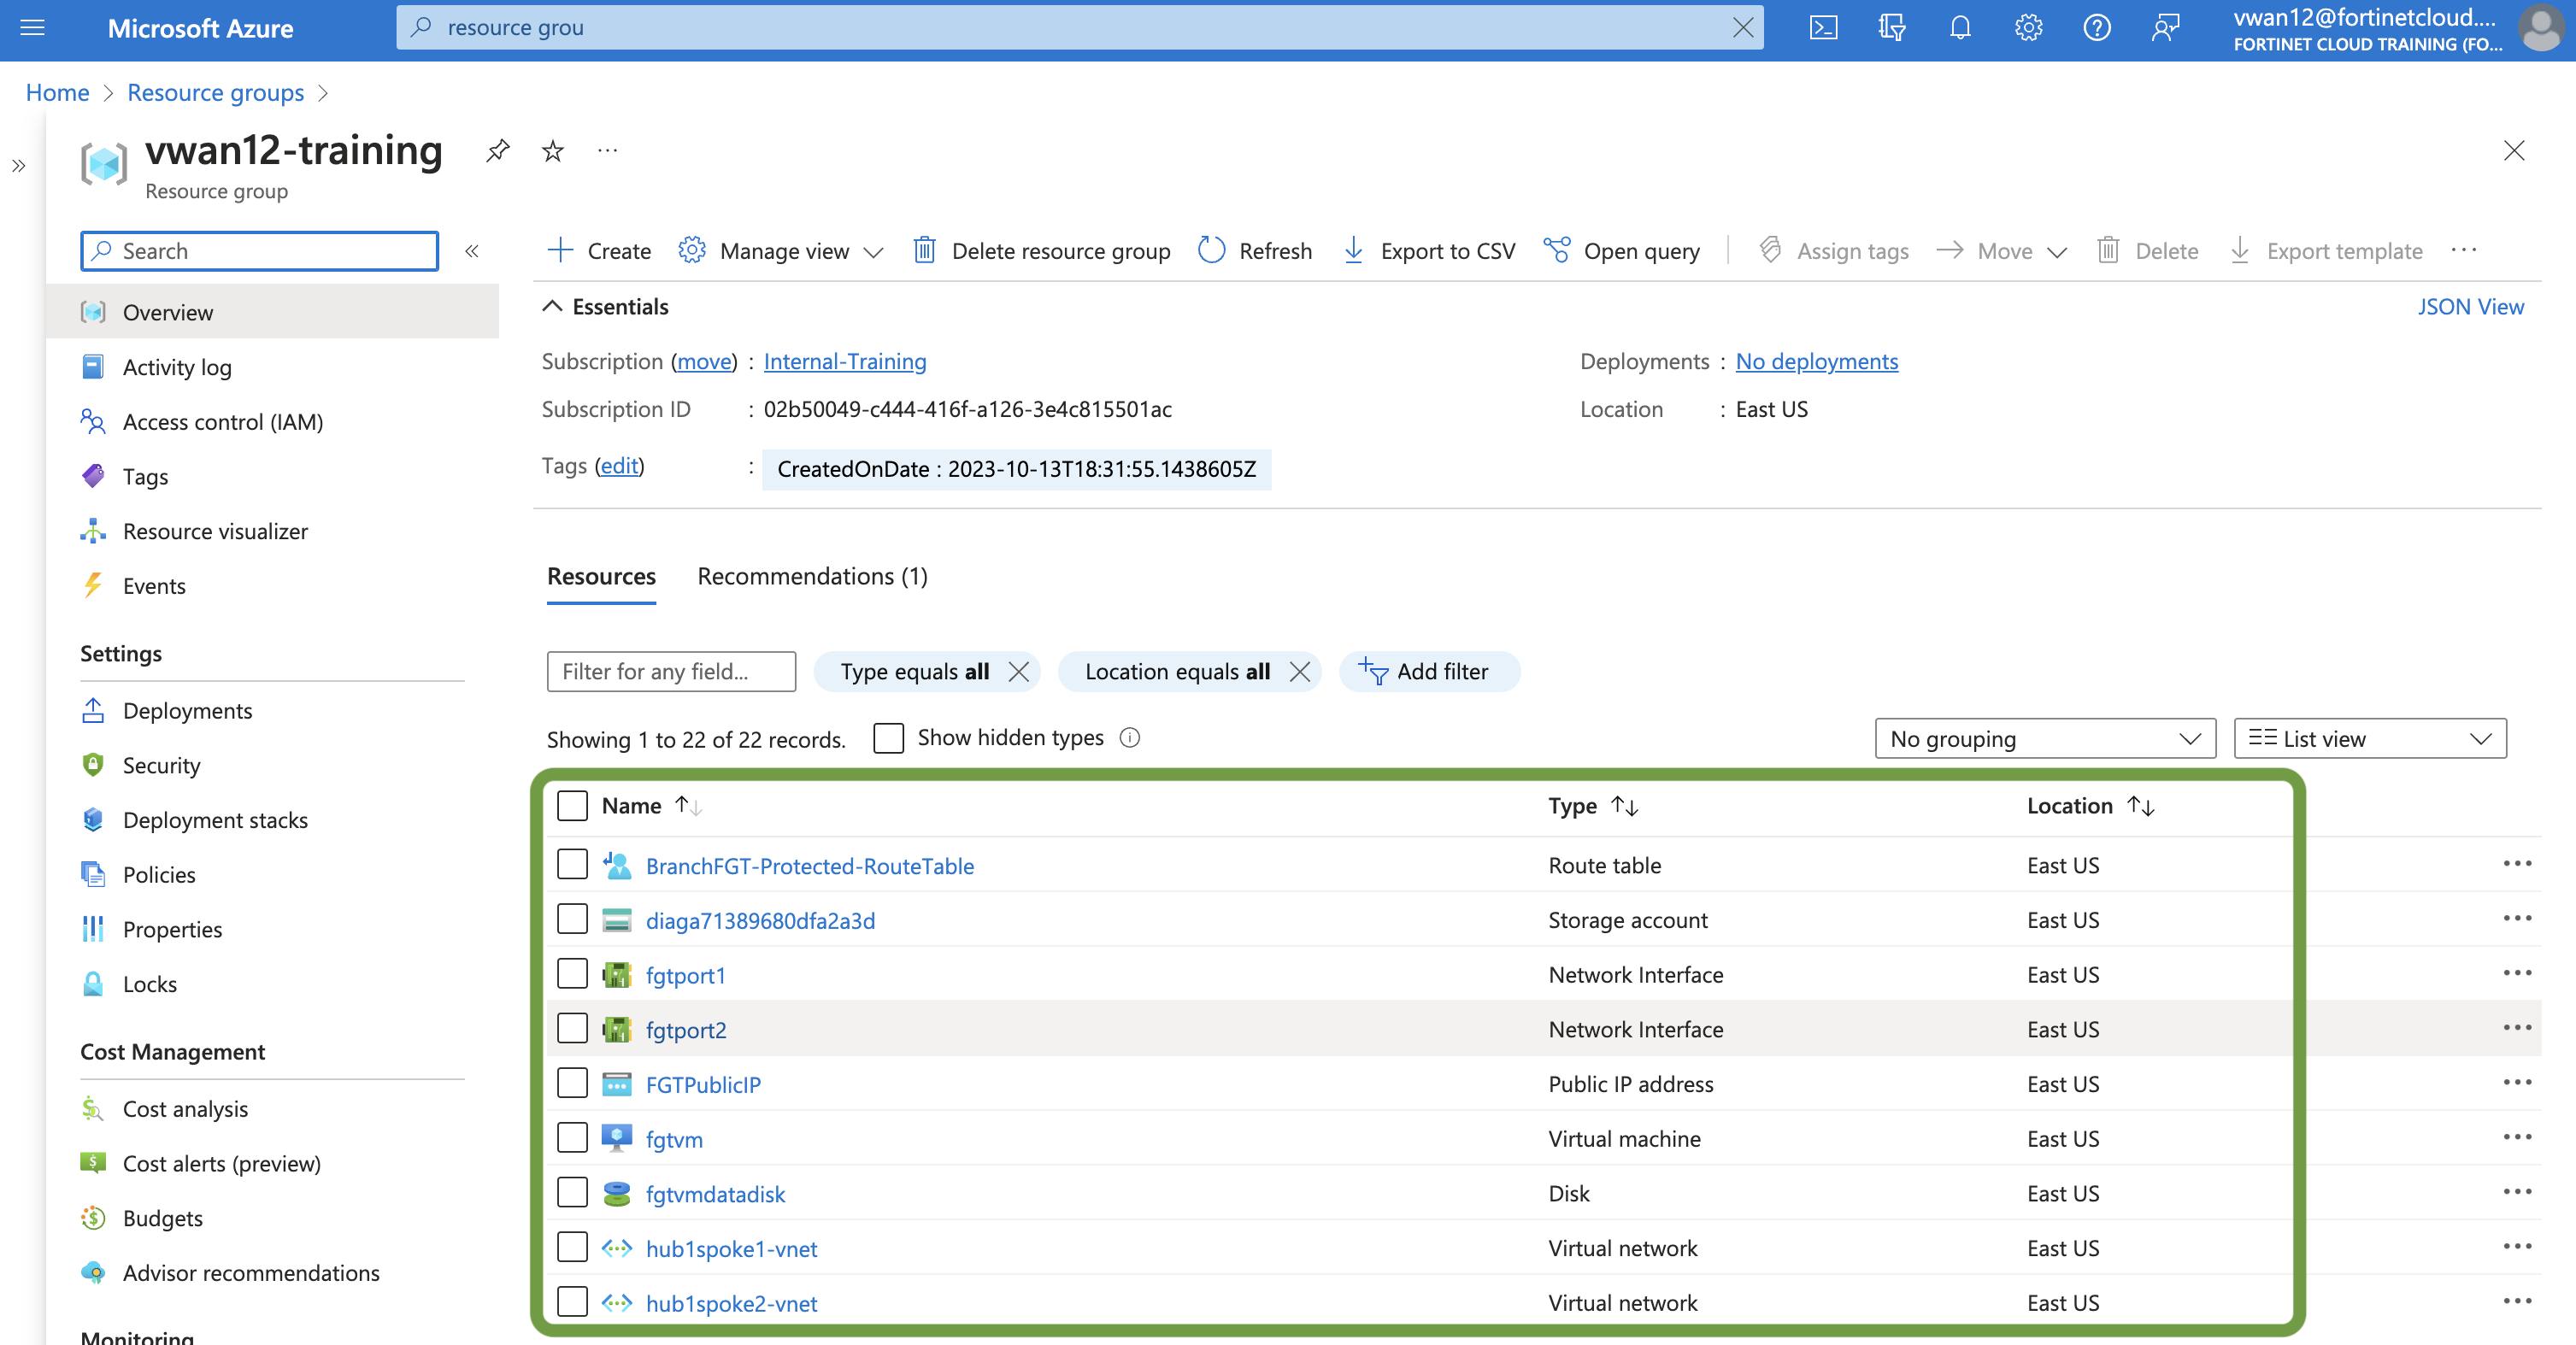 Microsoft Azure
resource grou
vwan12@fortinetcloud....
FORTINET CLOUD TRAINING (FO...
Home > Resource groups >
vwan12-training
Resource group
Search
Create
Manage view
Delete resource group
Refresh
Export to CSV
Open query
Assign tags
Move
Delete
Export template
Overview
Activity log
Access control (IAM)
Tags
Resource visualizer
Events
Settings
Deployments
Security
Deployment stacks
Policies
Properties
Locks
Cost Management
Cost analysis
Cost alerts (preview)
Budgets
Advisor recommendations
Monitoring
Essentials
JSON View
Subscription (move) : Internal-Training
Deployments : No deployments
Subscription ID : 02b50049-c444-416f-a126-3e4c815501ac
Location : East US
Tags (edit) : CreatedOnDate : 2023-10-13T18:31:55.1438605Z
Resources
Recommendations (1)
Filter for any field...
Type equals all
Location equals all
Add filter
Showing 1 to 22 of 22 records.
Show hidden types
No grouping
List view
Name Type Location
BranchFGT-Protected-RouteTable Route table East US
diaga71389680dfa2a3d Storage account East US
fgtport1 Network Interface East US
fgtport2 Network Interface East US
FGTPublicIP Public IP address East US
fgtvm Virtual machine East US
fgtvmdatadisk Disk East US
hub1spoke1-vnet Virtual network East US
hub1spoke2-vnet Virtual network East US